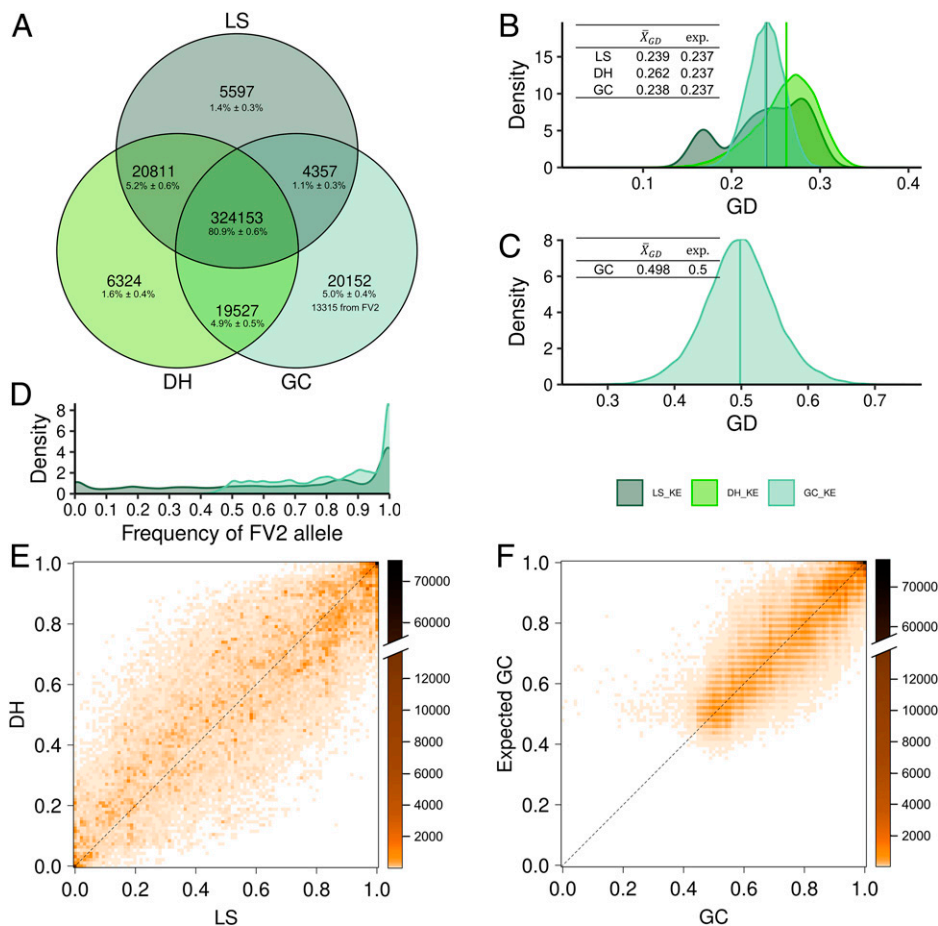 A
LS
5597
1.4% ± 0.3%
20811
5.2% ± 0.6%
4357
1.1% ± 0.3%
324153
80.9% ± 0.6%
6324
1.6% ± 0.4%
19527
4.9% ± 0.5%
20152
5.0% ± 0.4%
13315 from FV2
DH
GC
B
X̄GD exp.
LS 0.239 0.237
DH 0.262 0.237
GC 0.238 0.237
Density
15
10
5
0
0.1 0.2 0.3 0.4
GD
C
X̄GD exp.
GC 0.498 0.5
Density
8
6
4
2
0
0.3 0.4 0.5 0.6 0.7
GD
D
Density
8
6
4
2
0
0.0 0.1 0.2 0.3 0.4 0.5 0.6 0.7 0.8 0.9 1.0
Frequency of FV2 allele
LS_KE DH_KE GC_KE
E
DH
1.0
0.8
0.6
0.4
0.2
0.0
0.0 0.2 0.4 0.6 0.8 1.0
LS
70000
60000
12000
10000
8000
6000
4000
2000
F
Expected GC
1.0
0.8
0.6
0.4
0.2
0.0
0.0 0.2 0.4 0.6 0.8 1.0
GC
70000
60000
12000
10000
8000
6000
4000
2000